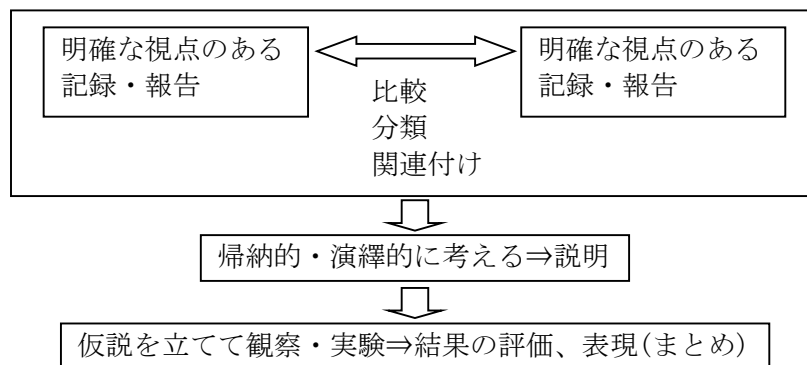 明確な視点のある
記録・報告
明確な視点のある
記録・報告
比較
分類
関連付け
帰納的・演繹的に考える⇒説明
仮説を立てて観察・実験⇒結果の評価、表現(まとめ)